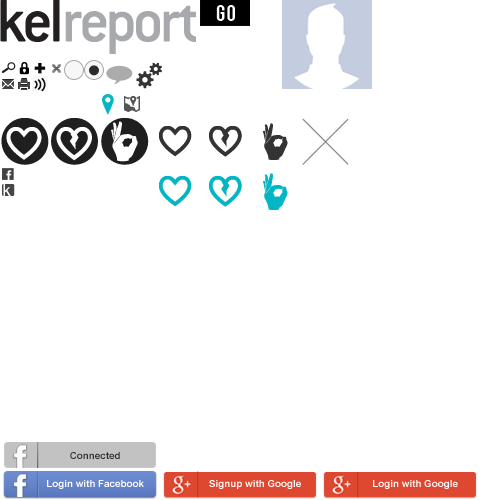 kelreport
GO
f
k
f Connected
f Login with Facebook
g+ Signup with Google
g+ Login with Google